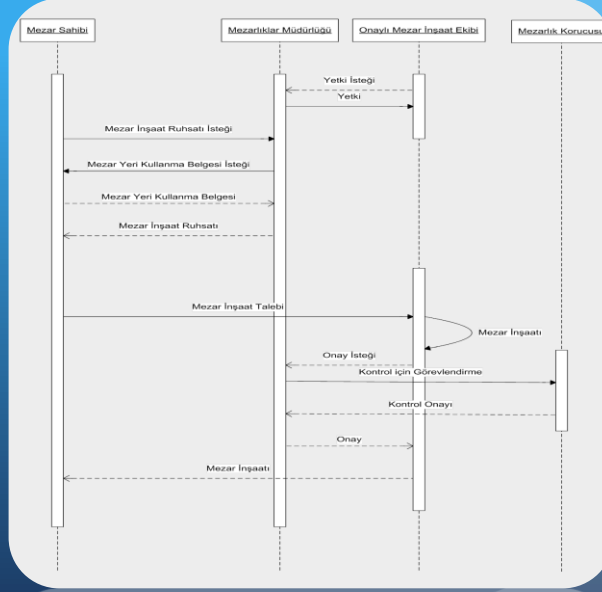 Mezar Sahibi
Mezarlıklar Müdürlüğü
Onaylı Mezar İnşaat Ekibi
Mezarlık Korucusu
Yetki İsteği
Yetki
Mezar İnşaat Ruhsatı İsteği
Mezar Yeri Kullanma Belgesi İsteği
Mezar Yeri Kullanma Belgesi
Mezar İnşaat Ruhsatı
Mezar İnşaat Talebi
Mezar İnşaatı
Onay İsteği
Kontrol için Görevlendirme
Kontrol Onayı
Onay
Mezar İnşaatı